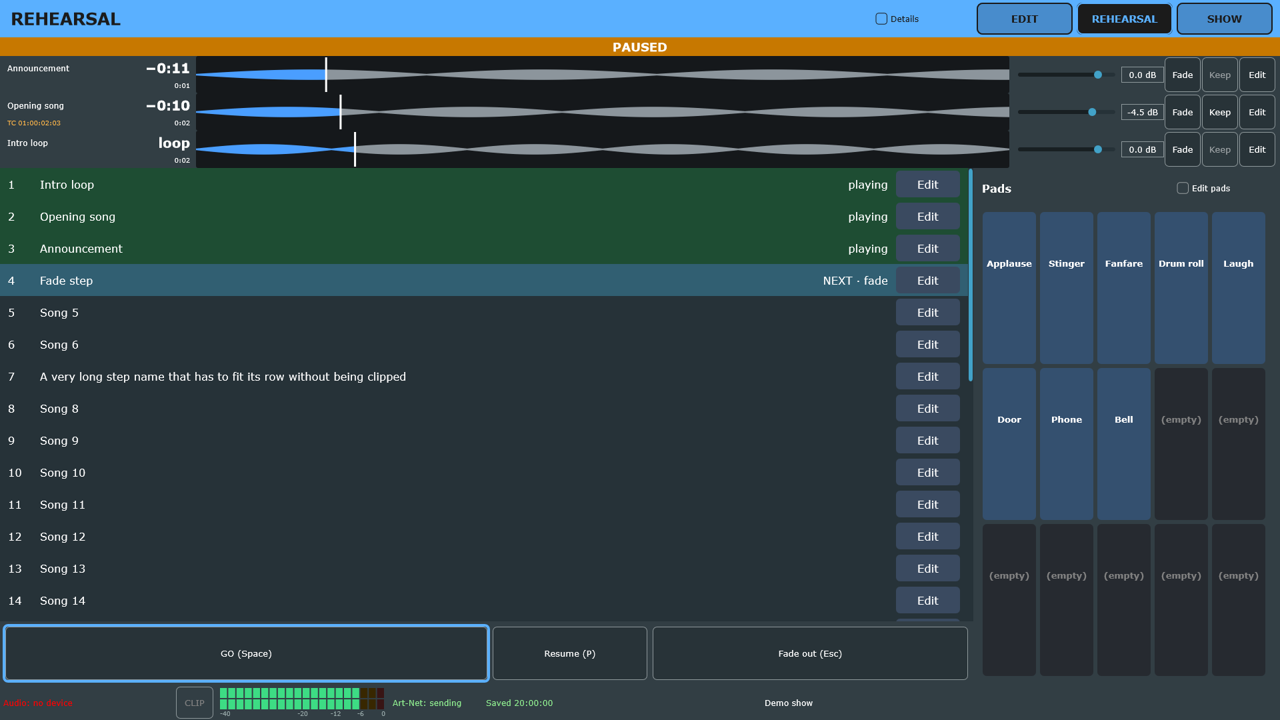 REHEARSAL
Details
EDIT
REHEARSAL
SHOW
PAUSED
Announcement
−0:11
0:01
0.0 dB
Fade
Keep
Edit
Opening song
−0:10
TC 01:00:02:03
0:02
-4.5 dB
Fade
Keep
Edit
Intro loop
loop
0:02
0.0 dB
Fade
Keep
Edit
1 Intro loop playing Edit
2 Opening song playing Edit
3 Announcement playing Edit
4 Fade step NEXT · fade Edit
5 Song 5 Edit
6 Song 6 Edit
7 A very long step name that has to fit its row without being clipped Edit
8 Song 8 Edit
9 Song 9 Edit
10 Song 10 Edit
11 Song 11 Edit
12 Song 12 Edit
13 Song 13 Edit
14 Song 14 Edit
Pads
Edit pads
Applause Stinger Fanfare Drum roll Laugh
Door Phone Bell (empty) (empty)
(empty) (empty) (empty) (empty) (empty)
GO (Space)
Resume (P)
Fade out (Esc)
Audio: no device
CLIP
-40 -20 -12 -6 0
Art-Net: sending
Saved 20:00:00
Demo show